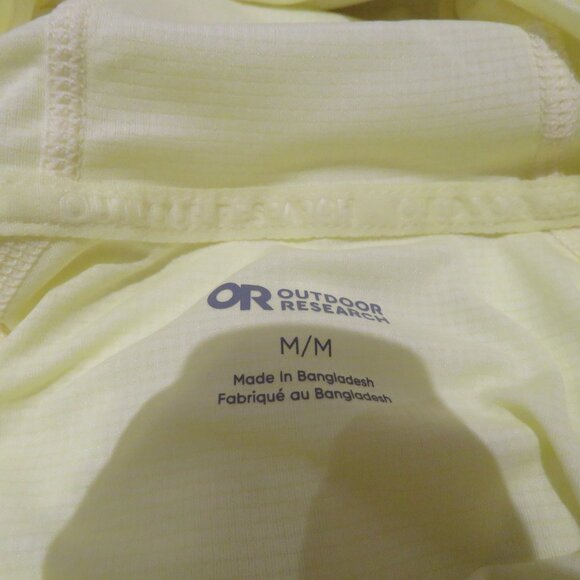 OR OUTDOOR
RESEARCH
M/M
Made in Bangladesh
Fabriqué au Bangladesh